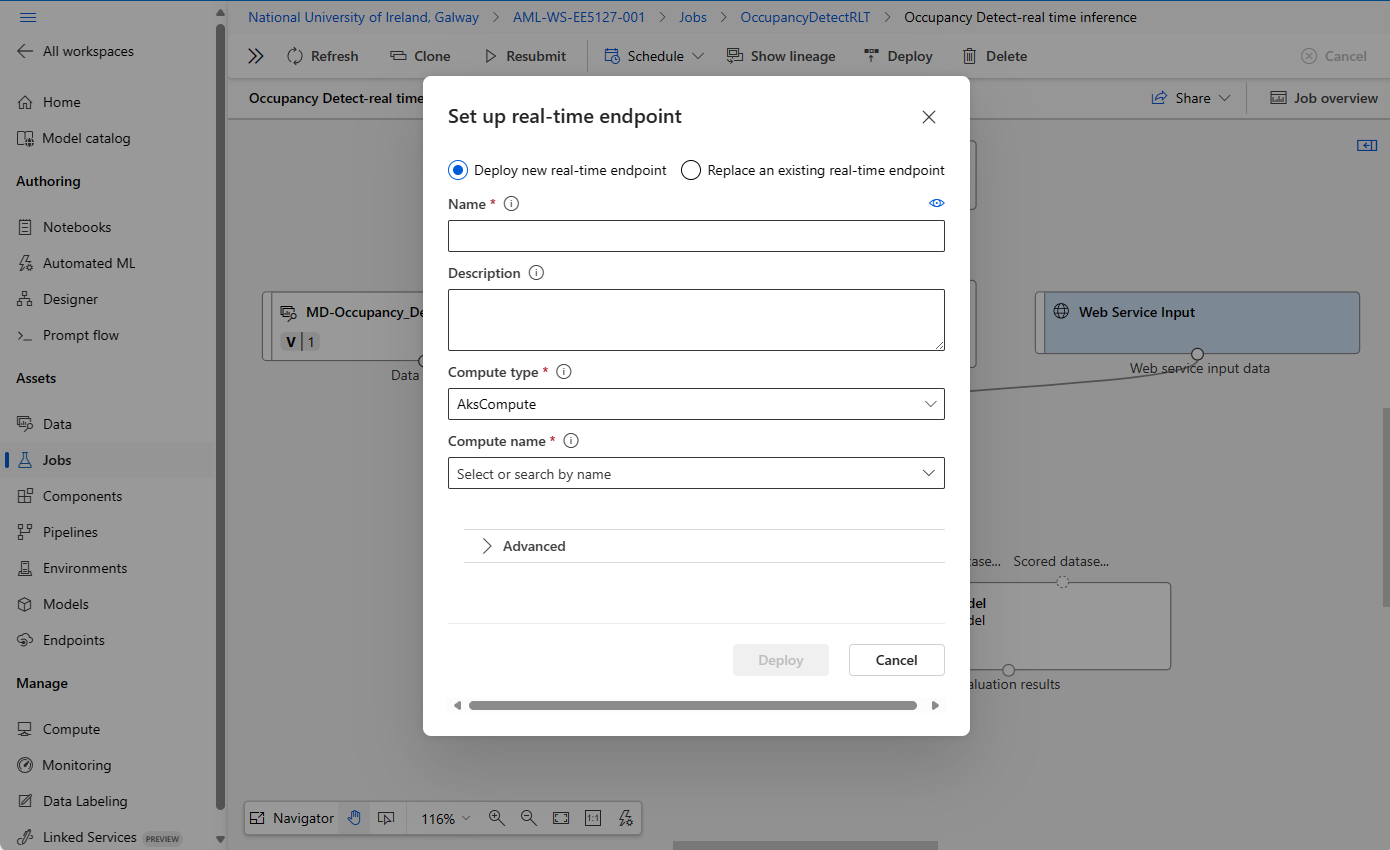 National University of Ireland, Galway > AML-WS-EE5127-001 > Jobs > OccupancyDetectRLT > Occupancy Detect-real time inference
All workspaces
Refresh Clone Resubmit Schedule Show lineage Deploy Delete Cancel
Home
Model catalog
Authoring
Notebooks
Automated ML
Designer
Prompt flow
Assets
Data
Jobs
Components
Pipelines
Environments
Models
Endpoints
Manage
Compute
Monitoring
Data Labeling
Linked Services PREVIEW
Occupancy Detect-real time
Share
Job overview
Set up real-time endpoint
Deploy new real-time endpoint Replace an existing real-time endpoint
Name *
Description
Compute type *
AksCompute
Compute name *
Select or search by name
Advanced
Deploy Cancel
MD-Occupancy_De
V 1
Data
Web Service Input
Web service input data
tase... Scored datase...
del
del
aluation results
Navigator 116% 1:1